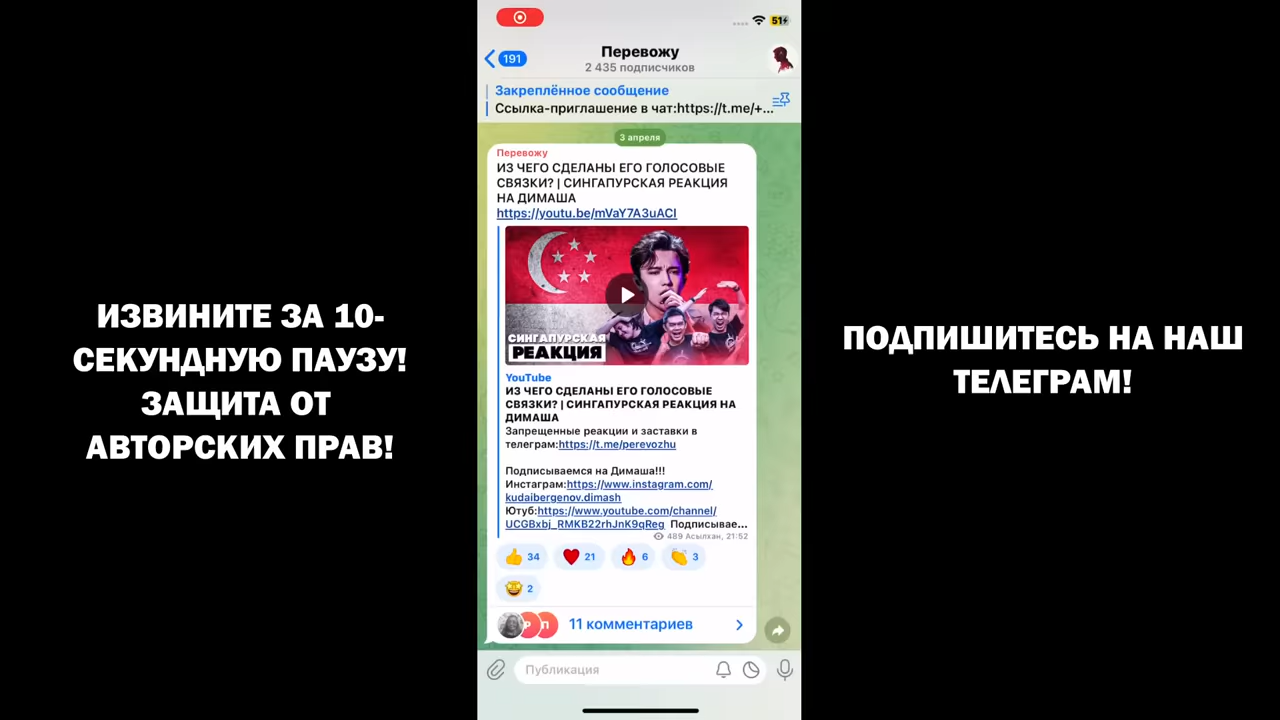 51
191
Перевожу
2 435 подписчиков
Закреплённое сообщение
Ссылка-приглашение в чат:https://t.me/+...
3 апреля
Перевожу
ИЗ ЧЕГО СДЕЛАНЫ ЕГО ГОЛОСОВЫЕ
СВЯЗКИ? | СИНГАПУРСКАЯ РЕАКЦИЯ
НА ДИМАША
https://youtu.be/mVaY7A3uACI
СИНГАПУРСКАЯ
РЕАКЦИЯ
YouTube
ИЗ ЧЕГО СДЕЛАНЫ ЕГО ГОЛОСОВЫЕ
СВЯЗКИ? | СИНГАПУРСКАЯ РЕАКЦИЯ НА
ДИМАША
Запрещенные реакции и заставки в
телеграм:https://t.me/perevozhu
Подписываемся на Димаша!!!
Инстаграм:https://www.instagram.com/
kudaibergenov.dimash
Ютуб:https://www.youtube.com/channel/
UCGBxbj_RMKB22rhJnK9qReg Подписывае...
489 Асылхан, 21:52
34 21 6 3
2
Р П
11 комментариев
Публикация
ИЗВИНИТЕ ЗА 10-
СЕКУНДНУЮ ПАУЗУ!
ЗАЩИТА ОТ
АВТОРСКИХ ПРАВ!
ПОДПИШИТЕСЬ НА НАШ
ТЕЛЕГРАМ!